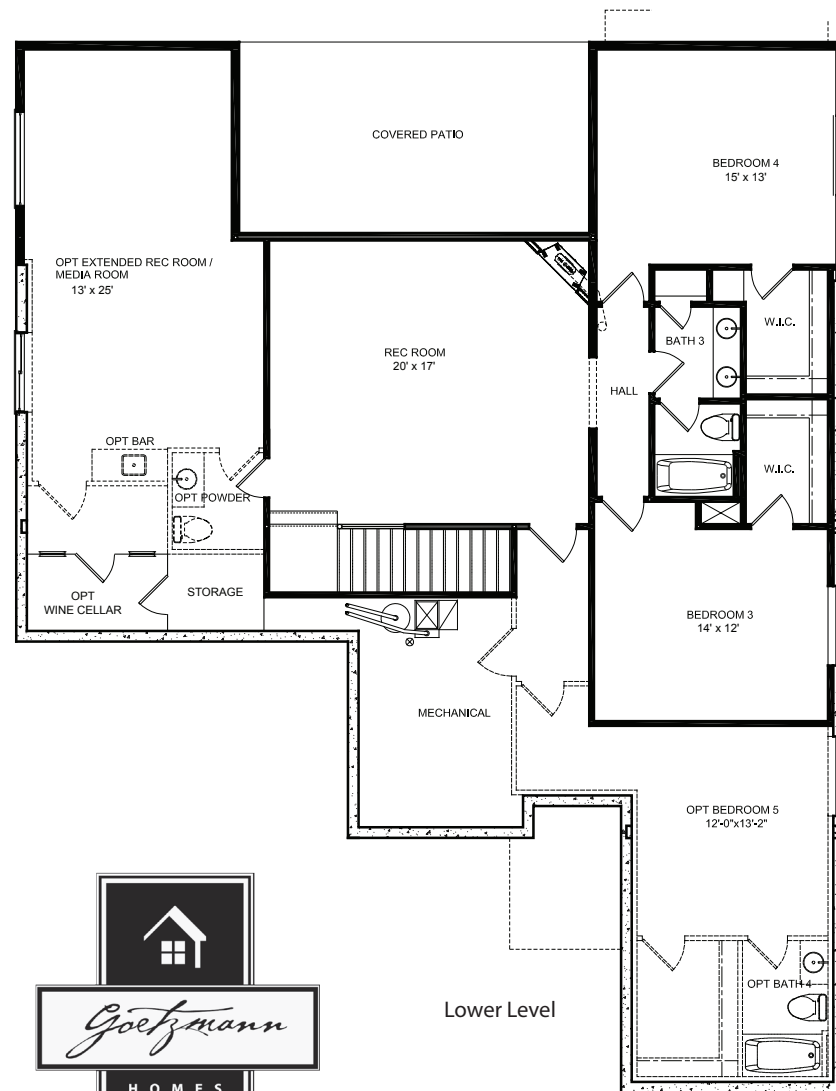 COVERED PATIO
BEDROOM 4
15' x 13'
OPT EXTENDED REC ROOM /
MEDIA ROOM
13' x 25'
W.I.C.
BATH 3
REC ROOM
20' x 17'
HALL
OPT BAR
W.I.C.
OPT POWDER
OPT
WINE CELLAR
STORAGE
BEDROOM 3
14' x 12'
MECHANICAL
OPT BEDROOM 5
12'-0"x13'-2"
OPT BATH 4
Lower Level
Goetzmann
HOMES